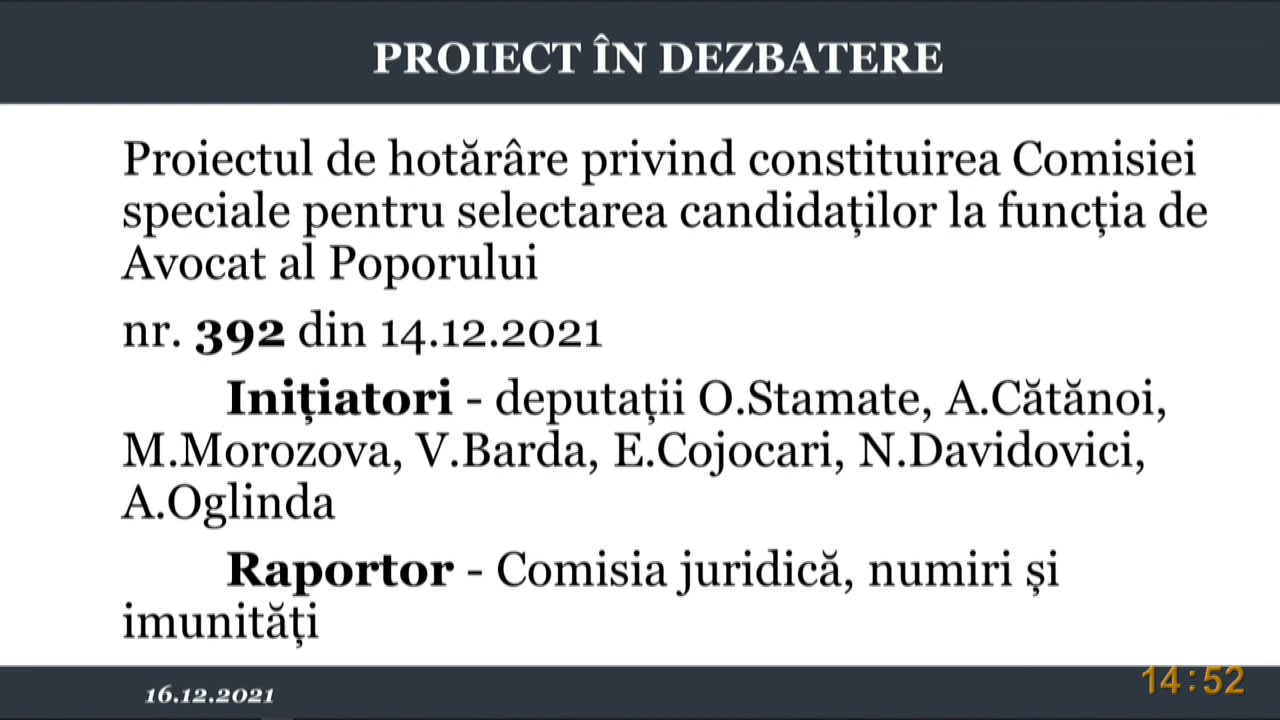 PROIECT ÎN DEZBATERE
Proiectul de hotărâre privind constituirea Comisiei
speciale pentru selectarea candidaților la funcția de
Avocat al Poporului
nr. 392 din 14.12.2021
Inițiatori - deputații O.Stamate, A.Cătănoi,
M.Morozova, V.Barda, E.Cojocari, N.Davidovici,
A.Oglinda
Raportor - Comisia juridică, numiri și
imunități
16.12.2021
14:52